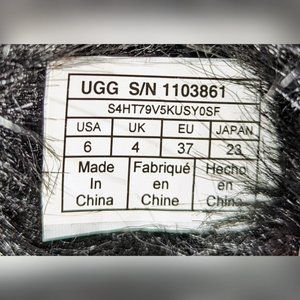 UGG S/N 1103861
S4HT79V5KUSY0SF
USA UK EU JAPAN
6 4 37 23
Made Fabriqué Hecho
In en en
China Chine China